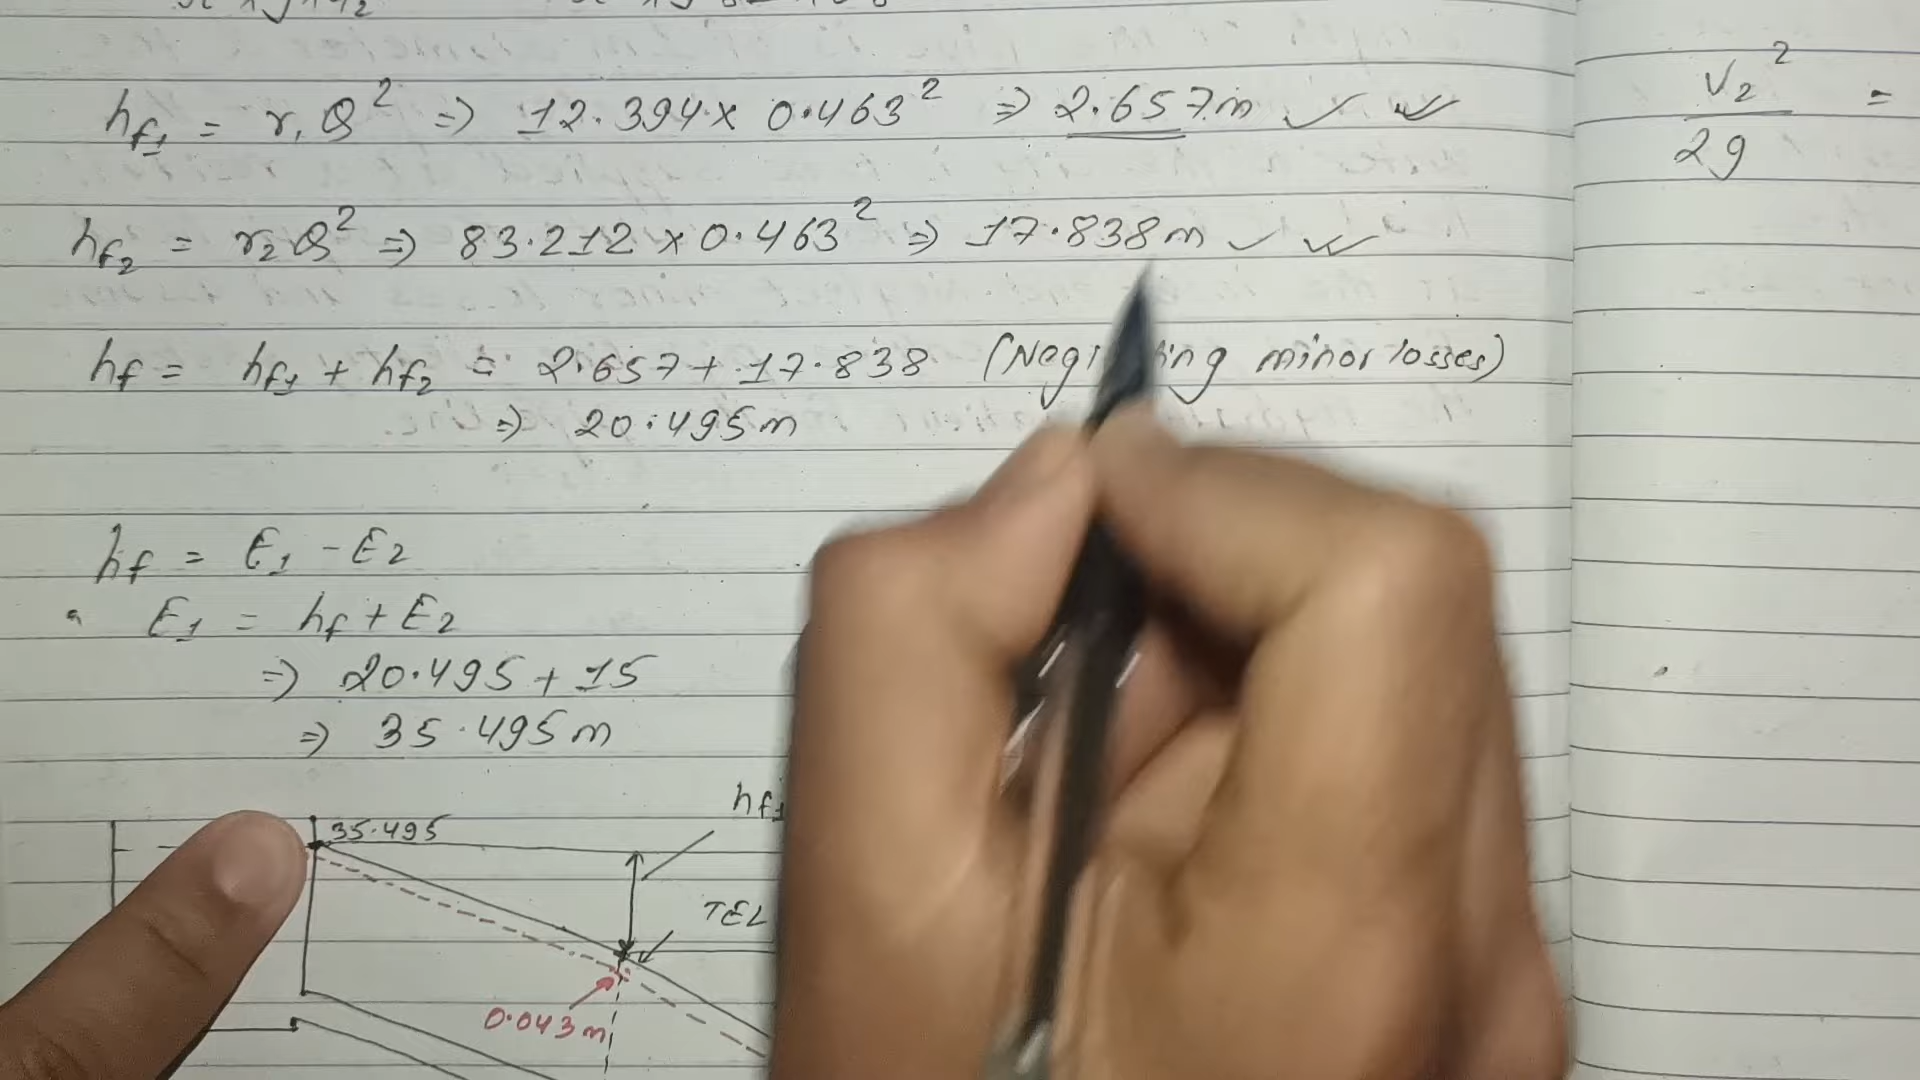 hf1 = r1 Q² => 12.394 x 0.463² => 2.657m ✓ ✓
hf2 = r2 Q² => 83.212 x 0.463² => 17.838m ✓ ✓
hf = hf1 + hf2 = 2.657 + 17.838 (minor losses)
=> 20.495m
hf = E1 - E2
E1 = hf + E2
=> 20.495 + 15
=> 35.495m
hf1
35.495
TEL
0.043m
V2²
2g
=